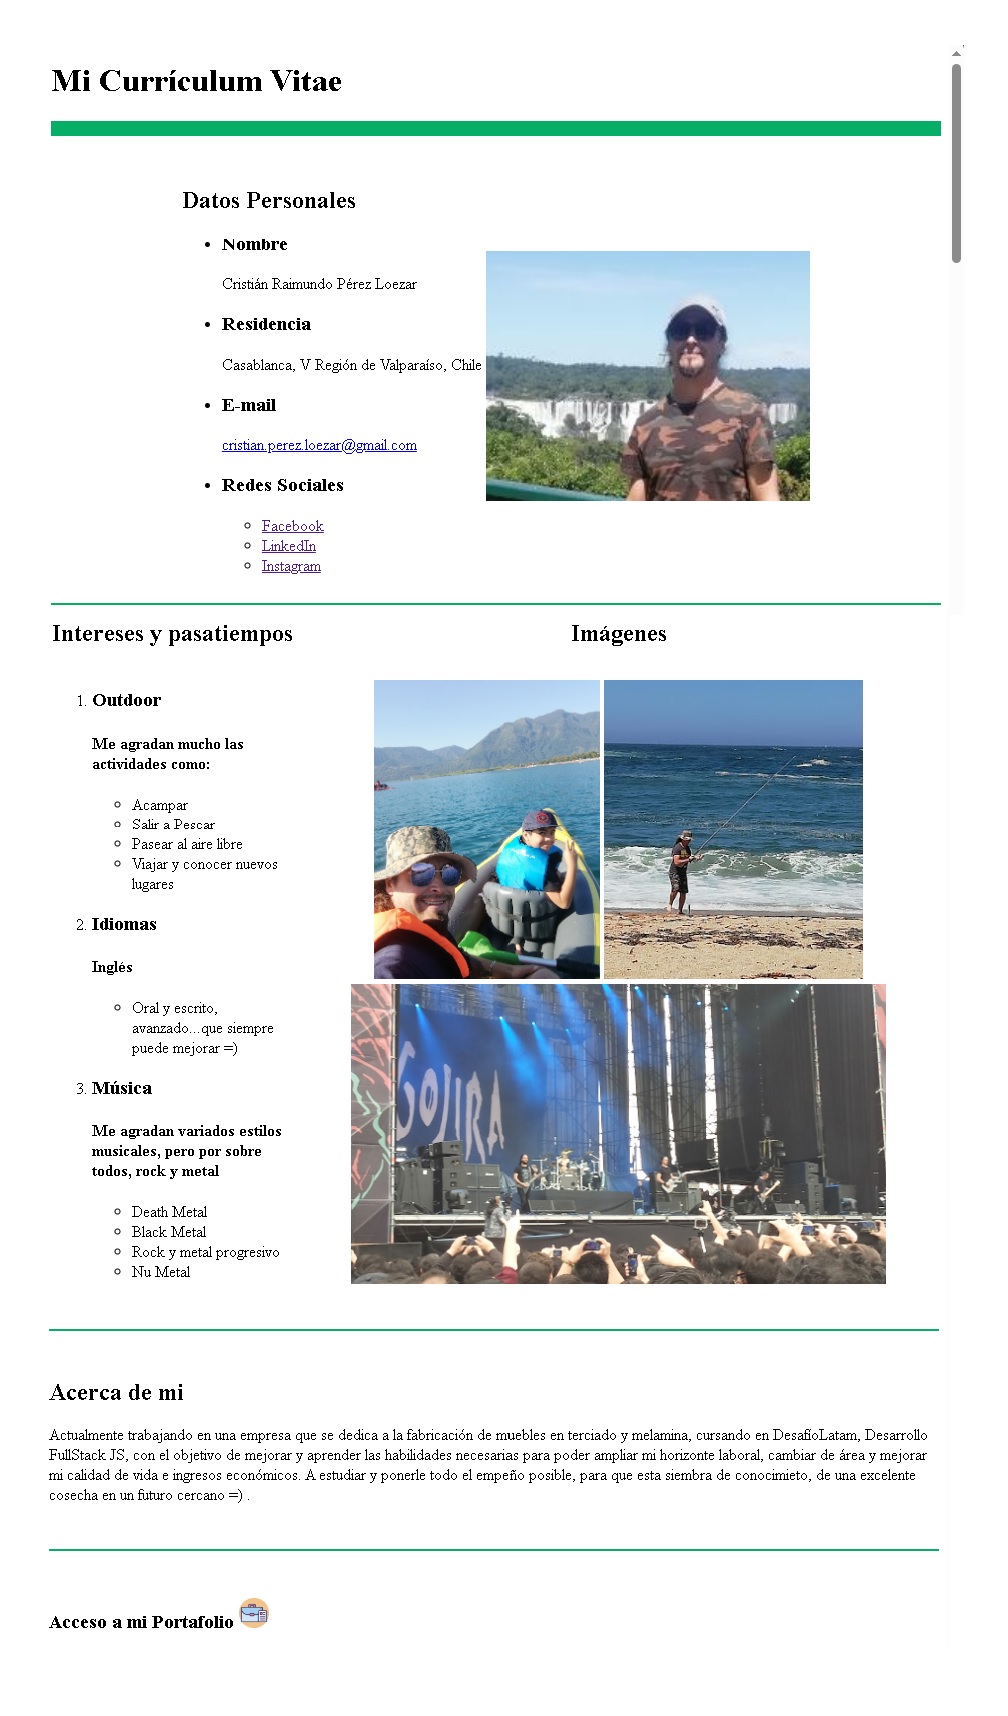 Mi Currículum Vitae
Datos Personales
Nombre
Cristián Raimundo Pérez Loezar
Residencia
Casablanca, V Región de Valparaíso, Chile
E-mail
cristian.perez.loezar@gmail.com
Redes Sociales
Facebook
LinkedIn
Instagram
Intereses y pasatiempos
1. Outdoor
Me agradan mucho las
actividades como:
Acampar
Salir a Pescar
Pasear al aire libre
Viajar y conocer nuevos
lugares
2. Idiomas
Inglés
Oral y escrito,
avanzado...que siempre
puede mejorar =)
3. Música
Me agradan variados estilos
musicales, pero por sobre
todos, rock y metal
Death Metal
Black Metal
Rock y metal progresivo
Nu Metal
Imágenes
GOJIRA
Acerca de mi
Actualmente trabajando en una empresa que se dedica a la fabricación de muebles en terciado y melamina, cursando en DesafíoLatam, Desarrollo
FullStack JS, con el objetivo de mejorar y aprender las habilidades necesarias para poder ampliar mi horizonte laboral, cambiar de área y mejorar
mi calidad de vida e ingresos económicos. A estudiar y ponerle todo el empeño posible, para que esta siembra de conocimieto, de una excelente
cosecha en un futuro cercano =) .
Acceso a mi Portafolio